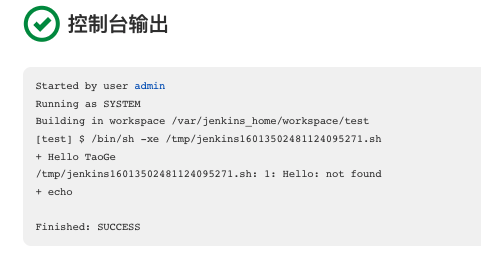 控制台输出
Started by user admin
Running as SYSTEM
Building in workspace /var/jenkins_home/workspace/test
[test] $ /bin/sh -xe /tmp/jenkins16013502481124095271.sh
+ Hello TaoGe
/tmp/jenkins16013502481124095271.sh: 1: Hello: not found
+ echo
Finished: SUCCESS